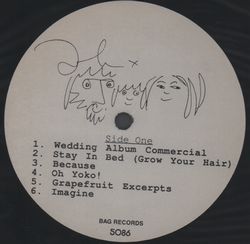 Side One
1. Wedding Album Commercial
2. Stay In Bed (Grow Your Hair)
3. Because
4. Oh Yoko!
5. Grapefruit Excerpts
6. Imagine
BAG RECORDS
5086